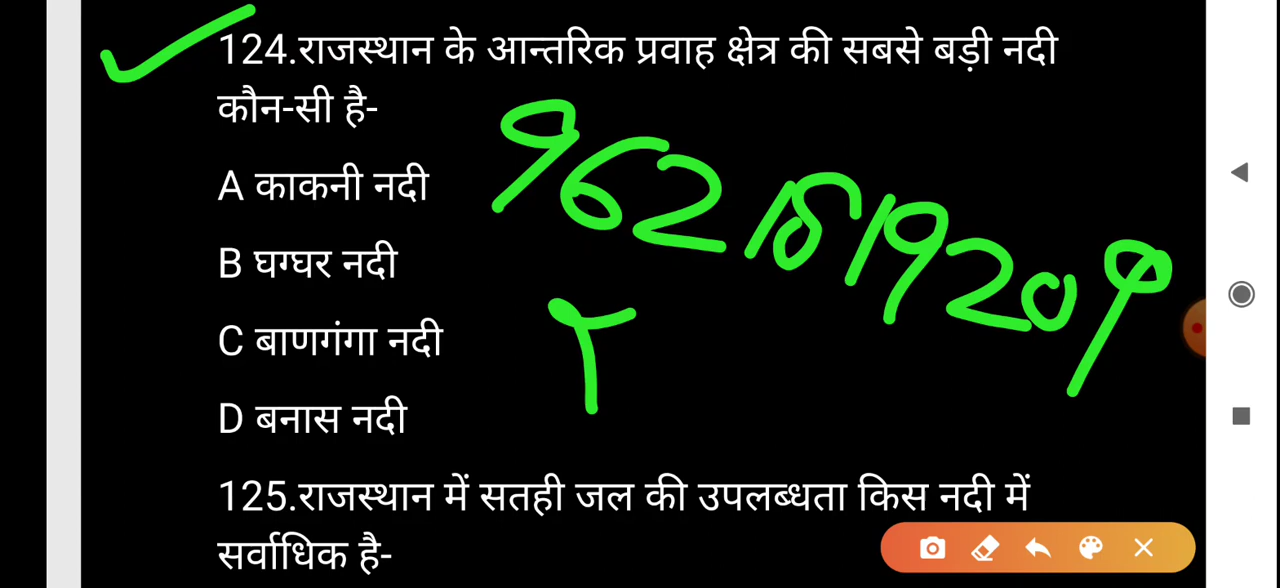 124.राजस्थान के आन्तरिक प्रवाह क्षेत्र की सबसे बड़ी नदी
कौन-सी है-
A काकनी नदी
962819209
B घग्घर नदी
C बाणगंगा नदी
D बनास नदी
125.राजस्थान में सतही जल की उपलब्धता किस नदी में
सर्वाधिक है-